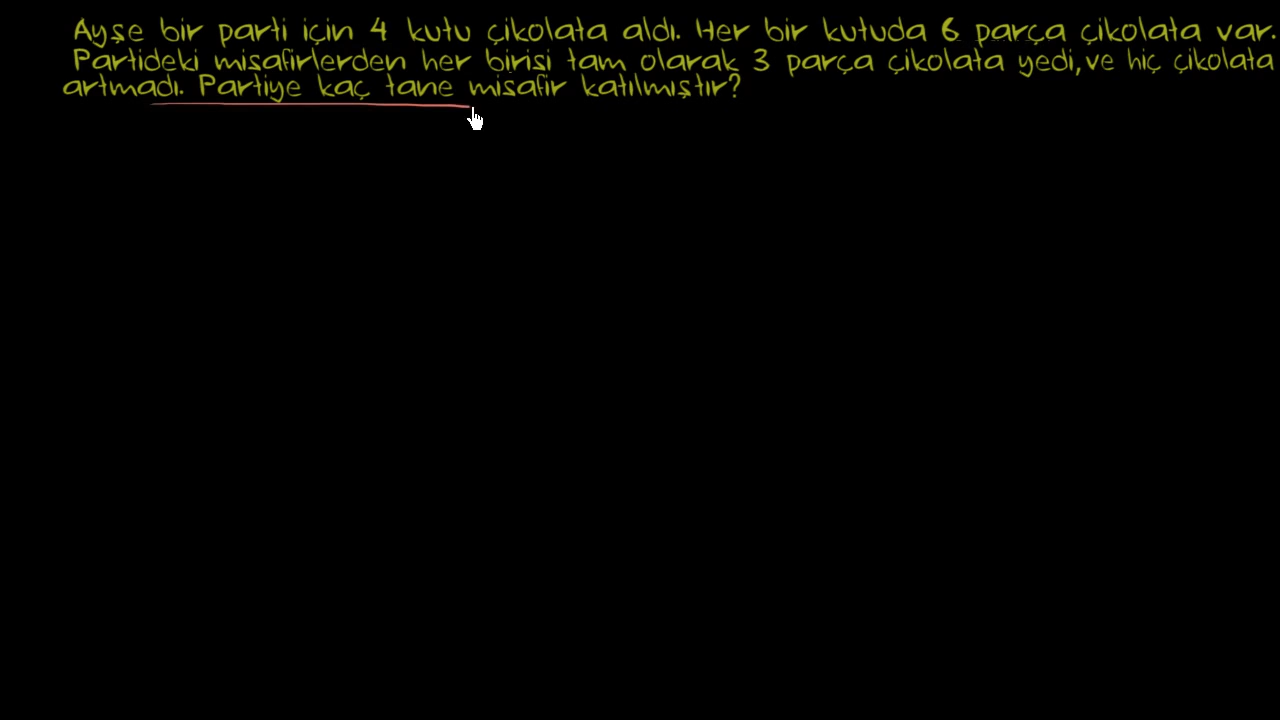 Ayşe bir parti için 4 kutu çikolata aldı. Her bir kutuda 6 parça çikolata var.
Partideki misafirlerden her birisi tam olarak 3 parça çikolata yedi, ve hiç çikolata
artmadı. Partiye kaç tane misafir katılmıştır?